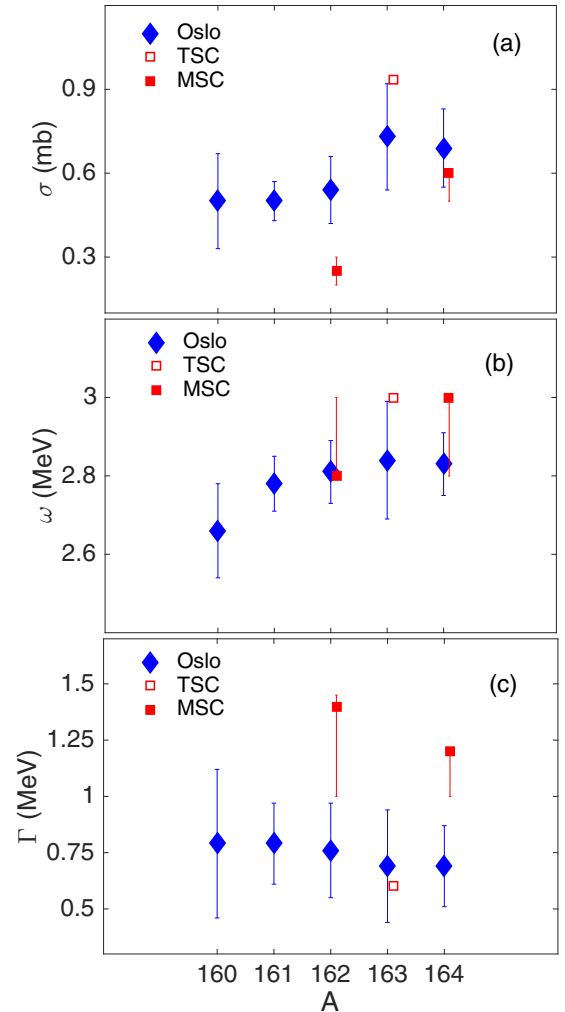 (a)
Oslo
TSC
MSC
0.9
0.6
0.3
σ (mb)
(b)
Oslo
TSC
MSC
3
2.8
2.6
ω (MeV)
(c)
Oslo
TSC
MSC
1.5
1.25
1
0.75
0.5
Γ (MeV)
160 161 162 163 164
A